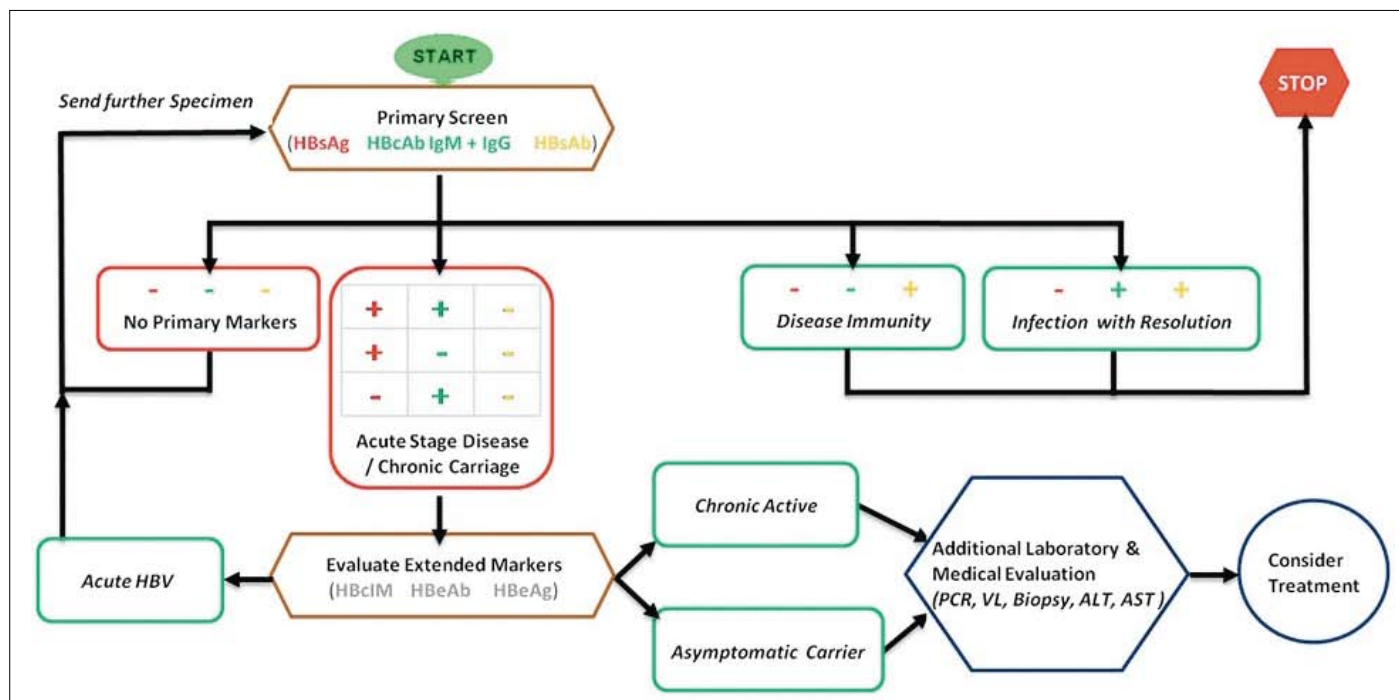 START
STOP
Send further Specimen
Primary Screen
(HBsAg HBcAb IgM + IgG HBsAb)
- - -
No Primary Markers
+ + -
+ - -
- + -
Acute Stage Disease
/ Chronic Carriage
- - +
Disease Immunity
- + +
Infection with Resolution
Acute HBV
Evaluate Extended Markers
(HBcIM HBeAb HBeAg)
Chronic Active
Asymptomatic Carrier
Additional Laboratory &
Medical Evaluation
(PCR, VL, Biopsy, ALT, AST )
Consider
Treatment